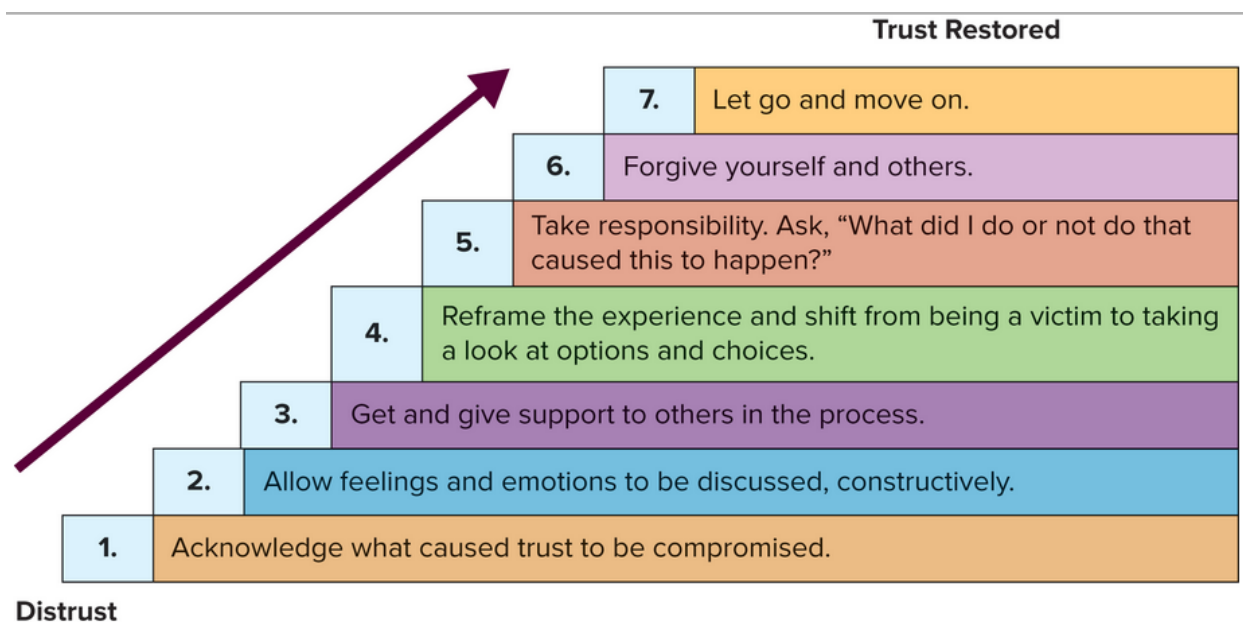 Trust Restored
7. Let go and move on.
6. Forgive yourself and others.
5. Take responsibility. Ask, “What did I do or not do that
caused this to happen?”
4. Reframe the experience and shift from being a victim to taking
a look at options and choices.
3. Get and give support to others in the process.
2. Allow feelings and emotions to be discussed, constructively.
1. Acknowledge what caused trust to be compromised.
Distrust